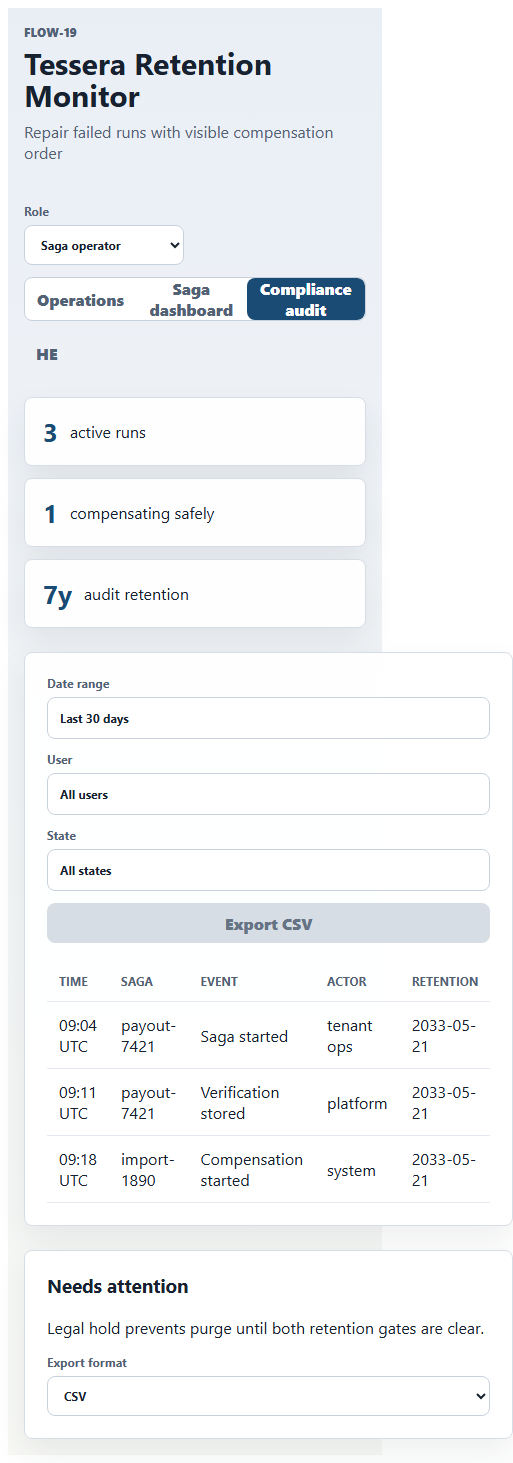 FLOW-19
Tessera Retention
Monitor
Repair failed runs with visible compensation
order
Role
Saga operator
Operations
Saga
dashboard
Compliance
audit
HE
3 active runs
1 compensating safely
7y audit retention
Date range
Last 30 days
User
All users
State
All states
Export CSV
TIME SAGA EVENT ACTOR RETENTION
09:04 UTC payout-7421 Saga started tenant ops 2033-05-21
09:11 UTC payout-7421 Verification stored platform 2033-05-21
09:18 UTC import-1890 Compensation started system 2033-05-21
Needs attention
Legal hold prevents purge until both retention gates are clear.
Export format
CSV